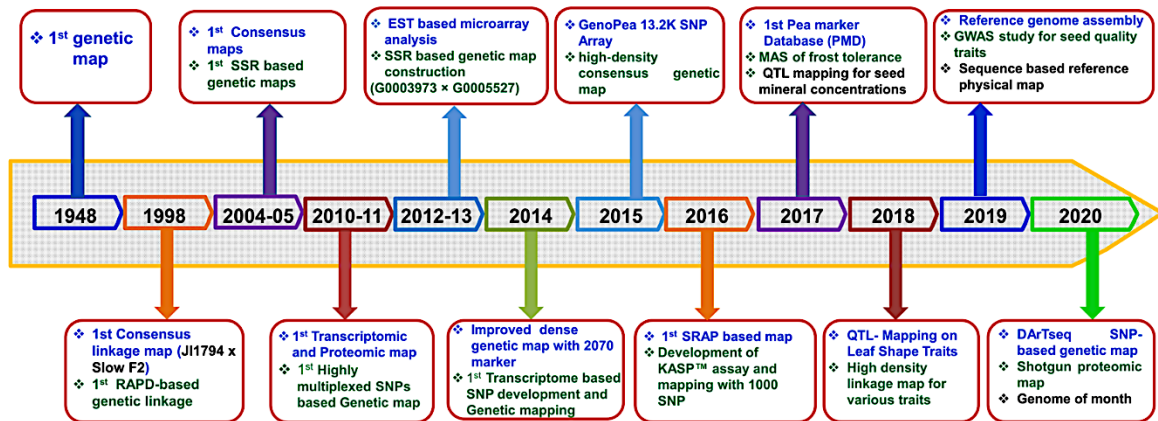 ❖ 1st genetic
map
❖ 1st Consensus
maps
❖ 1st SSR based
genetic maps
❖ EST based microarray
analysis
❖ SSR based genetic map
construction
(G0003973 × G0005527)
❖ GenoPea 13.2K SNP
Array
❖ high-density
consensus genetic
map
❖ 1st Pea marker
Database (PMD)
❖ MAS of frost tolerance
❖ QTL mapping for seed
mineral concentrations
❖ Reference genome assembly
❖ GWAS study for seed quality
traits
❖ Sequence based reference
physical map
1948
1998
2004-05
2010-11
2012-13
2014
2015
2016
2017
2018
2019
2020
❖ 1st Consensus
linkage map (JI1794 x
Slow F2)
❖ 1st RAPD-based
genetic linkage
❖ 1st Transcriptomic
and Proteomic map
❖ 1st Highly
multiplexed SNPs
based Genetic map
❖ Improved dense
genetic map with 2070
marker
❖ 1st Transcriptome based
SNP development and
Genetic mapping
❖ 1st SRAP based map
❖ Development of
KASP™ assay and
mapping with 1000
SNP
❖ QTL- Mapping on
Leaf Shape Traits
❖ High density
linkage map for
various traits
❖ DArTseq SNP-
based genetic map
❖ Shotgun proteomic
map
❖ Genome of month